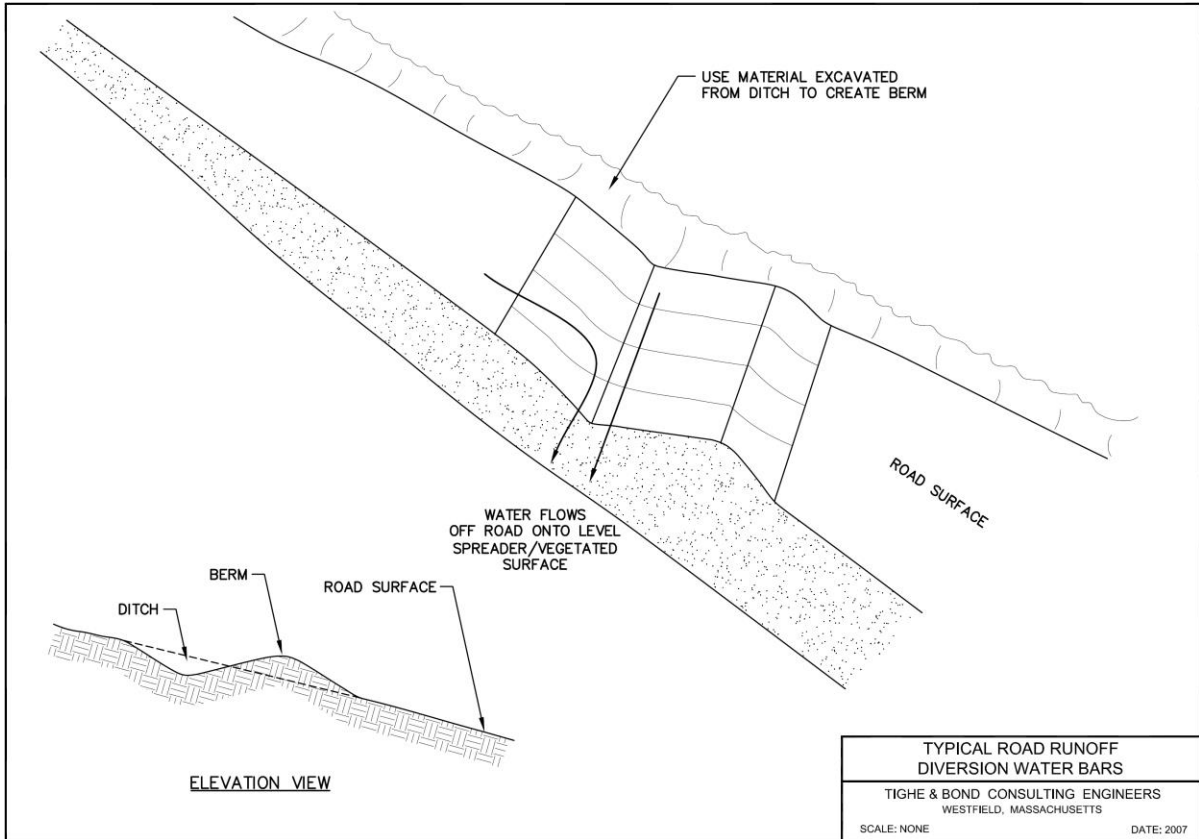 USE MATERIAL EXCAVATED
FROM DITCH TO CREATE BERM
ROAD SURFACE
WATER FLOWS
OFF ROAD ONTO LEVEL
SPREADER/VEGETATED
SURFACE
BERM
ROAD SURFACE
DITCH
ELEVATION VIEW
TYPICAL ROAD RUNOFF
DIVERSION WATER BARS
TIGHE & BOND CONSULTING ENGINEERS
WESTFIELD, MASSACHUSETTS
SCALE: NONE
DATE: 2007